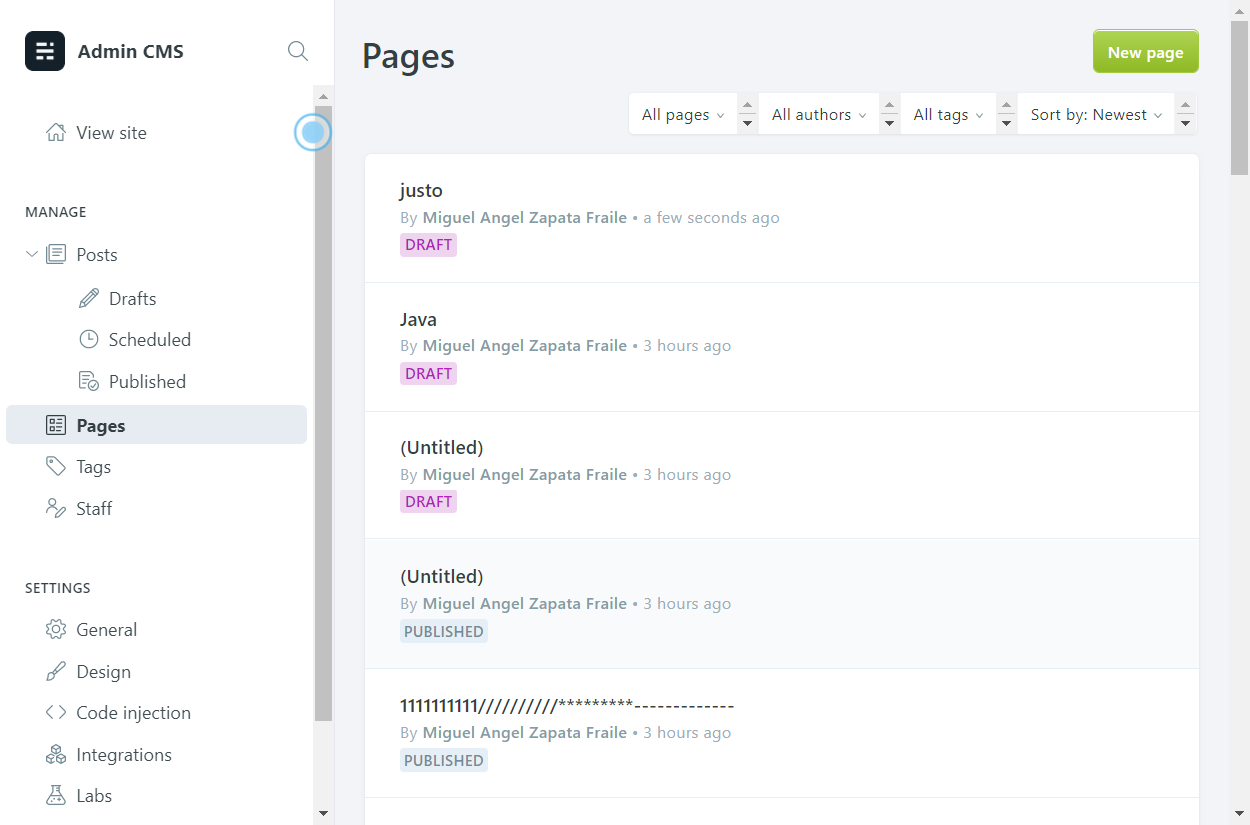 Admin CMS
View site
MANAGE
Posts
Drafts
Scheduled
Published
Pages
Tags
Staff
SETTINGS
General
Design
Code injection
Integrations
Labs
Pages
New page
All pages
All authors
All tags
Sort by: Newest
justo
By Miguel Angel Zapata Fraile • a few seconds ago
DRAFT
Java
By Miguel Angel Zapata Fraile • 3 hours ago
DRAFT
(Untitled)
By Miguel Angel Zapata Fraile • 3 hours ago
DRAFT
(Untitled)
By Miguel Angel Zapata Fraile • 3 hours ago
PUBLISHED
1111111111//////////*********-------------
By Miguel Angel Zapata Fraile • 3 hours ago
PUBLISHED